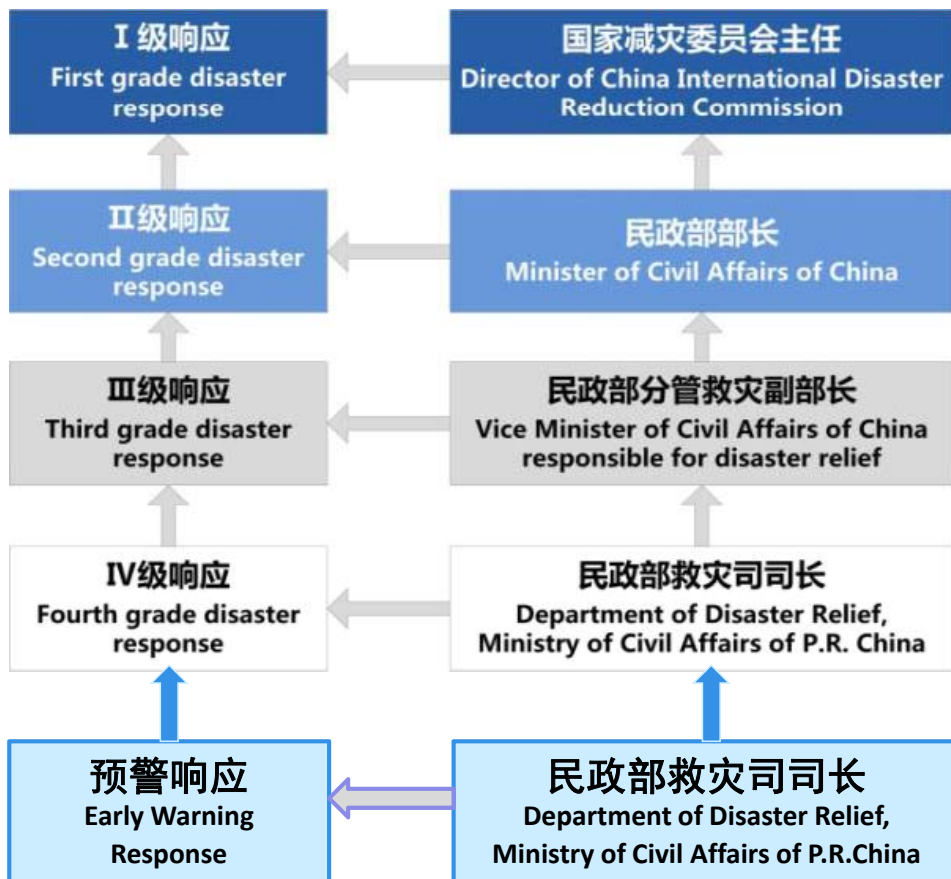 I级响应
First grade disaster
response
国家减灾委员会主任
Director of China International Disaster
Reduction Commission
II级响应
Second grade disaster
response
民政部部长
Minister of Civil Affairs of China
III级响应
Third grade disaster
response
民政部分管救灾副部长
Vice Minister of Civil Affairs of China
responsible for disaster relief
IV级响应
Fourth grade disaster
response
民政部救灾司司长
Department of Disaster Relief,
Ministry of Civil Affairs of P.R. China
预警响应
Early Warning
Response
民政部救灾司司长
Department of Disaster Relief,
Ministry of Civil Affairs of P.R.China